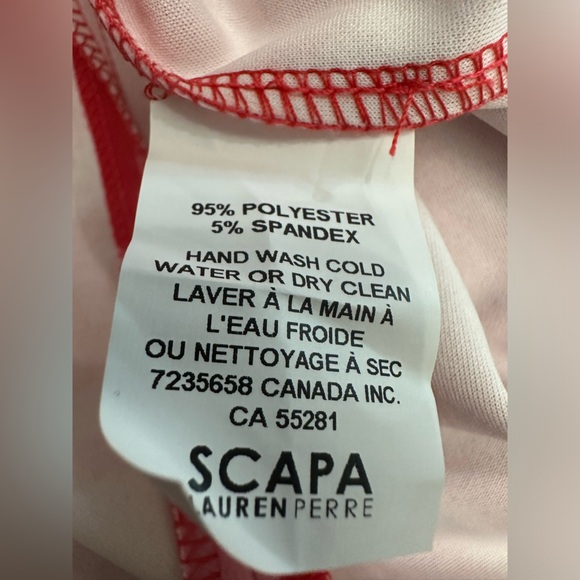 95% POLYESTER
5% SPANDEX
HAND WASH COLD
WATER OR DRY CLEAN
LAVER À LA MAIN À
L'EAU FROIDE
OU NETTOYAGE À SEC
7235658 CANADA INC.
CA 55281
SCAPA
LAUREN PERRE